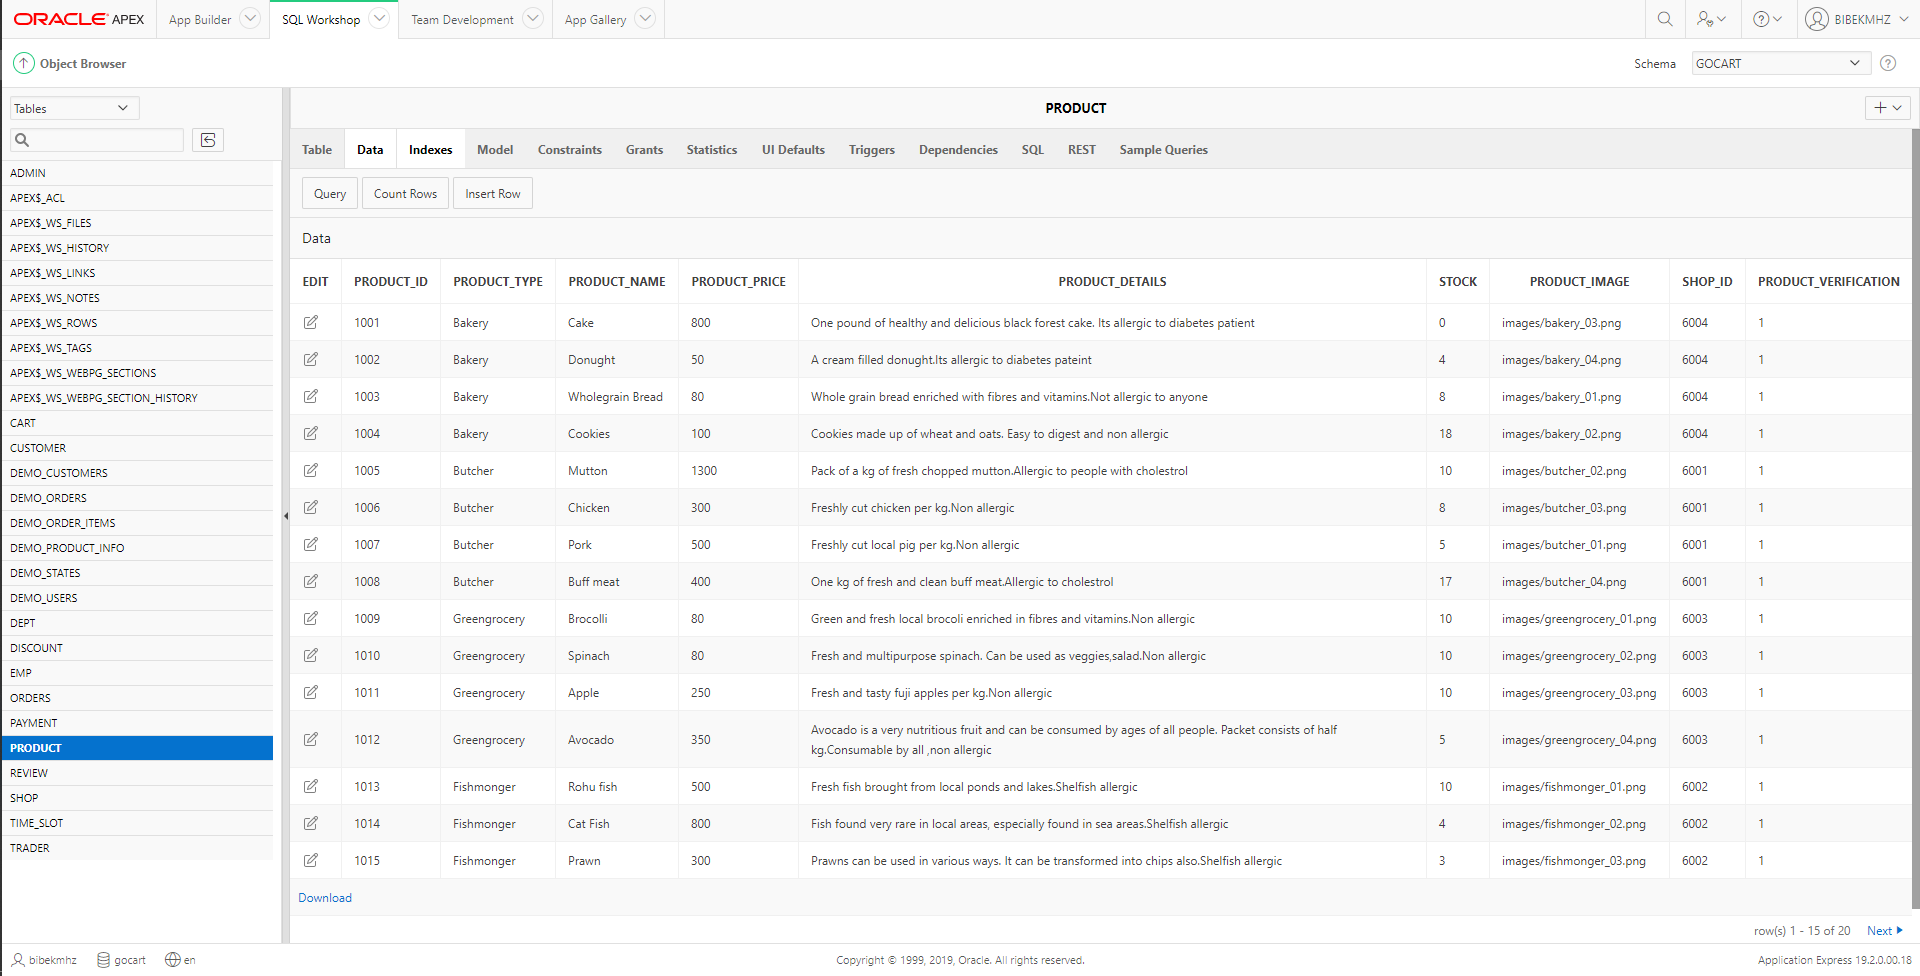 ORACLE APEX App Builder SQL Workshop Team Development App Gallery BIBEKMHZ
Object Browser Schema GOCART
Tables
PRODUCT
Table Data Indexes Model Constraints Grants Statistics UI Defaults Triggers Dependencies SQL REST Sample Queries
Query Count Rows Insert Row
ADMIN
APEX$_ACL
APEX$_WS_FILES
APEX$_WS_HISTORY
APEX$_WS_LINKS
APEX$_WS_NOTES
APEX$_WS_ROWS
APEX$_WS_TAGS
APEX$_WS_WEBPG_SECTIONS
APEX$_WS_WEBPG_SECTION_HISTORY
CART
CUSTOMER
DEMO_CUSTOMERS
DEMO_ORDERS
DEMO_ORDER_ITEMS
DEMO_PRODUCT_INFO
DEMO_STATES
DEMO_USERS
DEPT
DISCOUNT
EMP
ORDERS
PAYMENT
PRODUCT
REVIEW
SHOP
TIME_SLOT
TRADER
Data
EDIT PRODUCT_ID PRODUCT_TYPE PRODUCT_NAME PRODUCT_PRICE PRODUCT_DETAILS STOCK PRODUCT_IMAGE SHOP_ID PRODUCT_VERIFICATION
1001 Bakery Cake 800 One pound of healthy and delicious black forest cake. Its allergic to diabetes patient 0 images/bakery_03.png 6004 1
1002 Bakery Donught 50 A cream filled donught.Its allergic to diabetes pateint 4 images/bakery_04.png 6004 1
1003 Bakery Wholegrain Bread 80 Whole grain bread enriched with fibres and vitamins.Not allergic to anyone 8 images/bakery_01.png 6004 1
1004 Bakery Cookies 100 Cookies made up of wheat and oats. Easy to digest and non allergic 18 images/bakery_02.png 6004 1
1005 Butcher Mutton 1300 Pack of a kg of fresh chopped mutton.Allergic to people with cholestrol 10 images/butcher_02.png 6001 1
1006 Butcher Chicken 300 Freshly cut chicken per kg.Non allergic 8 images/butcher_03.png 6001 1
1007 Butcher Pork 500 Freshly cut local pig per kg.Non allergic 5 images/butcher_01.png 6001 1
1008 Butcher Buff meat 400 One kg of fresh and clean buff meat.Allergic to cholestrol 17 images/butcher_04.png 6001 1
1009 Greengrocery Brocolli 80 Green and fresh local brocoli enriched in fibres and vitamins.Non allergic 10 images/greengrocery_01.png 6003 1
1010 Greengrocery Spinach 80 Fresh and multipurpose spinach. Can be used as veggies,salad.Non allergic 10 images/greengrocery_02.png 6003 1
1011 Greengrocery Apple 250 Fresh and tasty fuji apples per kg.Non allergic 10 images/greengrocery_03.png 6003 1
1012 Greengrocery Avocado 350 Avocado is a very nutritious fruit and can be consumed by ages of all people. Packet consists of half
kg.Consumable by all ,non allergic 5 images/greengrocery_04.png 6003 1
1013 Fishmonger Rohu fish 500 Fresh fish brought from local ponds and lakes.Shelfish allergic 10 images/fishmonger_01.png 6002 1
1014 Fishmonger Cat Fish 800 Fish found very rare in local areas, especially found in sea areas.Shelfish allergic 4 images/fishmonger_02.png 6002 1
1015 Fishmonger Prawn 300 Prawns can be used in various ways. It can be transformed into chips also.Shelfish allergic 3 images/fishmonger_03.png 6002 1
Download
row(s) 1 - 15 of 20 Next
bibekmhz gocart en Copyright © 1999, 2019, Oracle. All rights reserved. Application Express 19.2.0.00.18